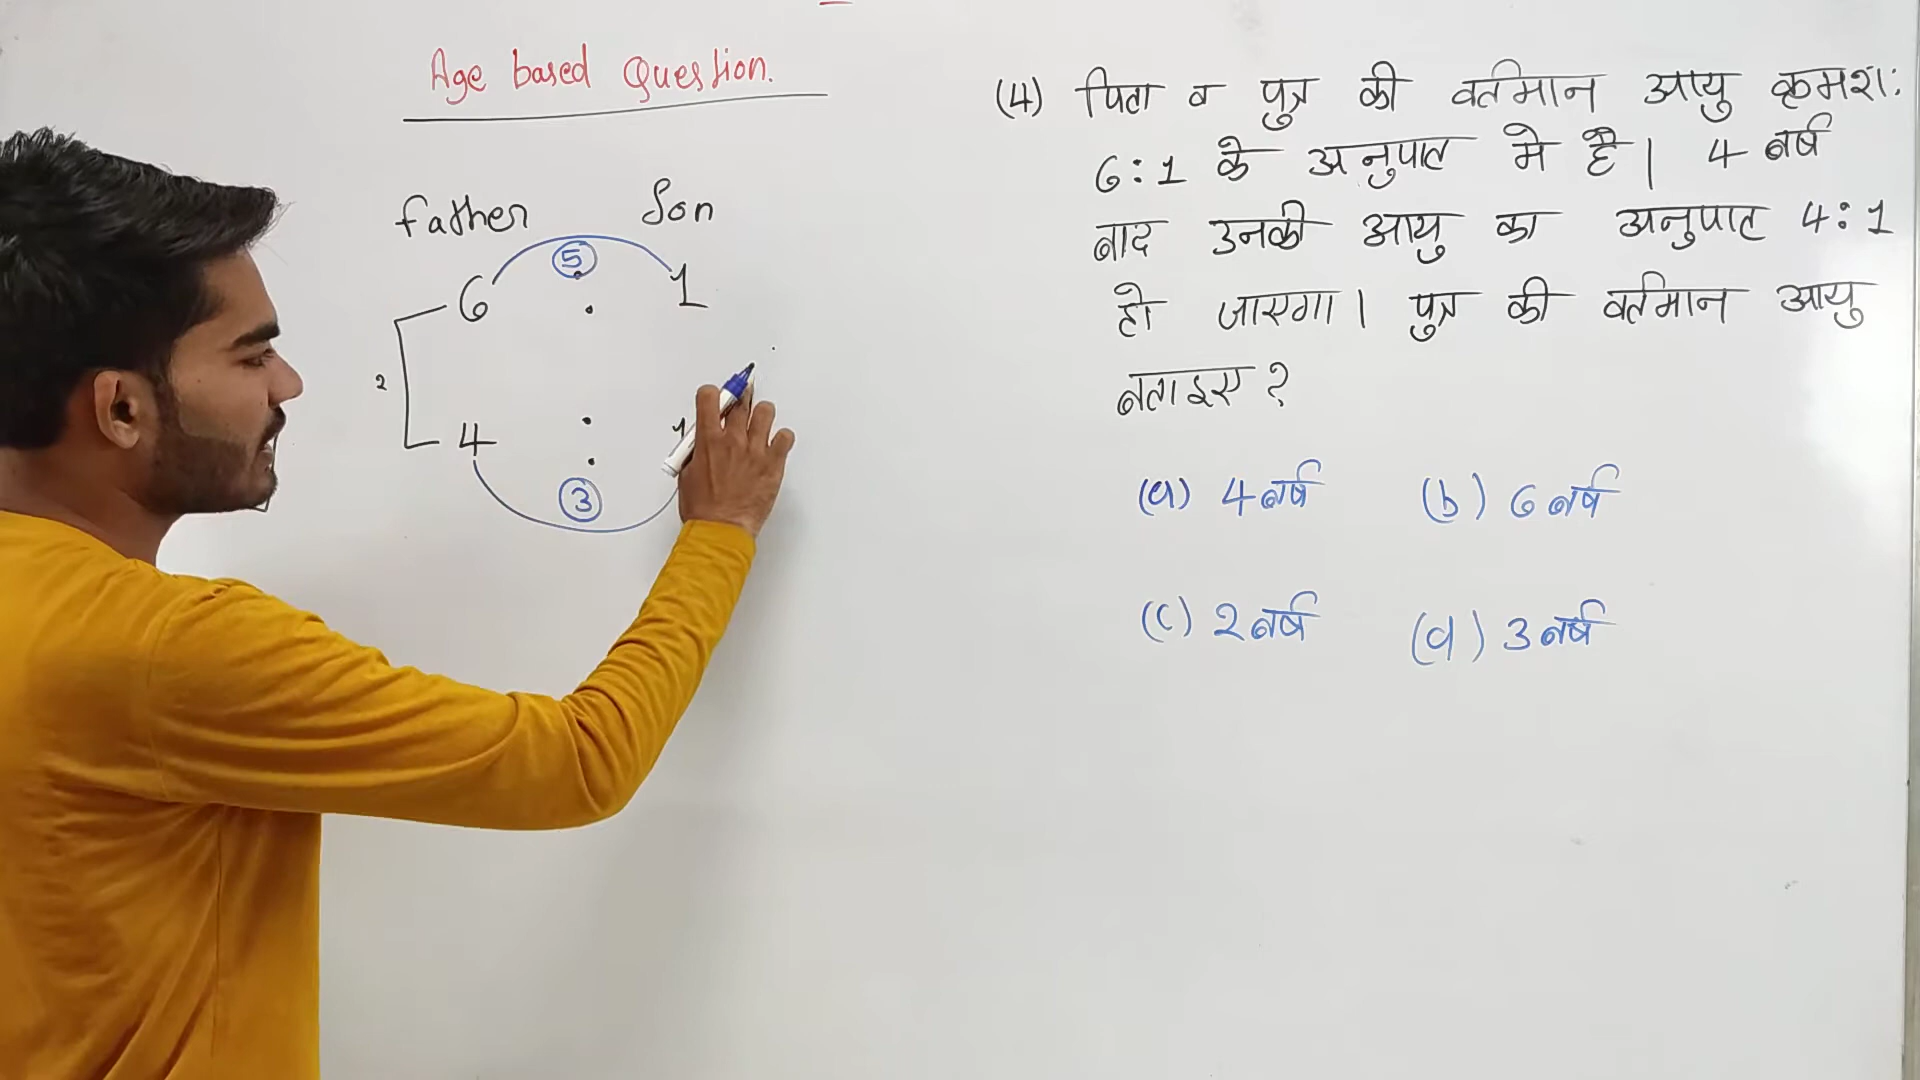 Age based Question.
Father Son
5
6 : 1
2
4 : 1
3
(4) पिता व पुत्र की वर्तमान आयु क्रमश:
6:1 के अनुपात मे है। 4 वर्ष
बाद उनकी आयु का अनुपात 4:1
हो जाएगा। पुत्र की वर्तमान आयु
बताइए ?
(a) 4 वर्ष (b) 6 वर्ष
(c) 2 वर्ष (d) 3 वर्ष